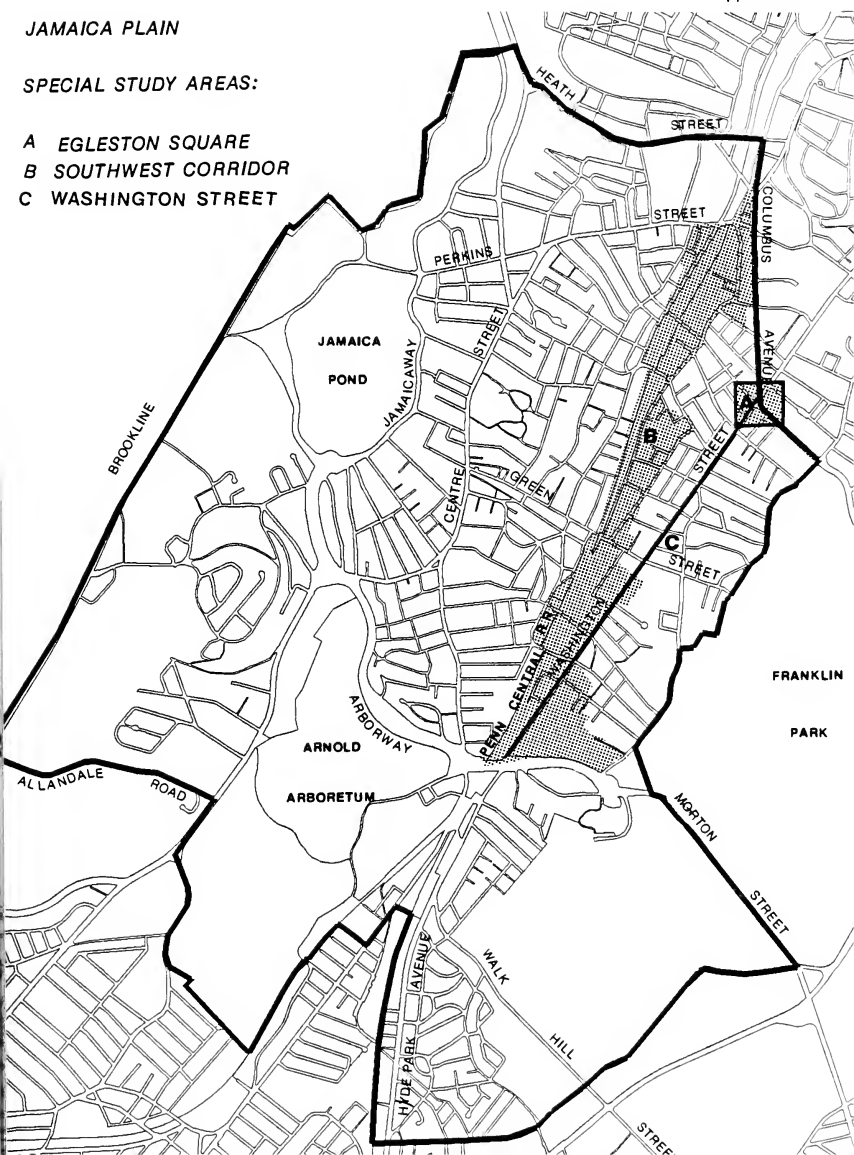 JAMAICA PLAIN
SPECIAL STUDY AREAS:
A EGLESTON SQUARE
B SOUTHWEST CORRIDOR
C WASHINGTON STREET
HEATH
STREET
COLUMBUS
AVENUE
STREET
PERKINS
JAMAICA
POND
JAMAICAWAY
STREET
CENTRE
BROOKLINE
A
B
STREET
GREEN
C
STREET
WASHINGTON
PENN CENTRAL R.R.
FRANKLIN
PARK
ARBORWAY
ARNOLD
ARBORETUM
ALLANDALE
ROAD
MORTON
STREET
WALK
HILL
STREET
HYDE PARK
AVENUE